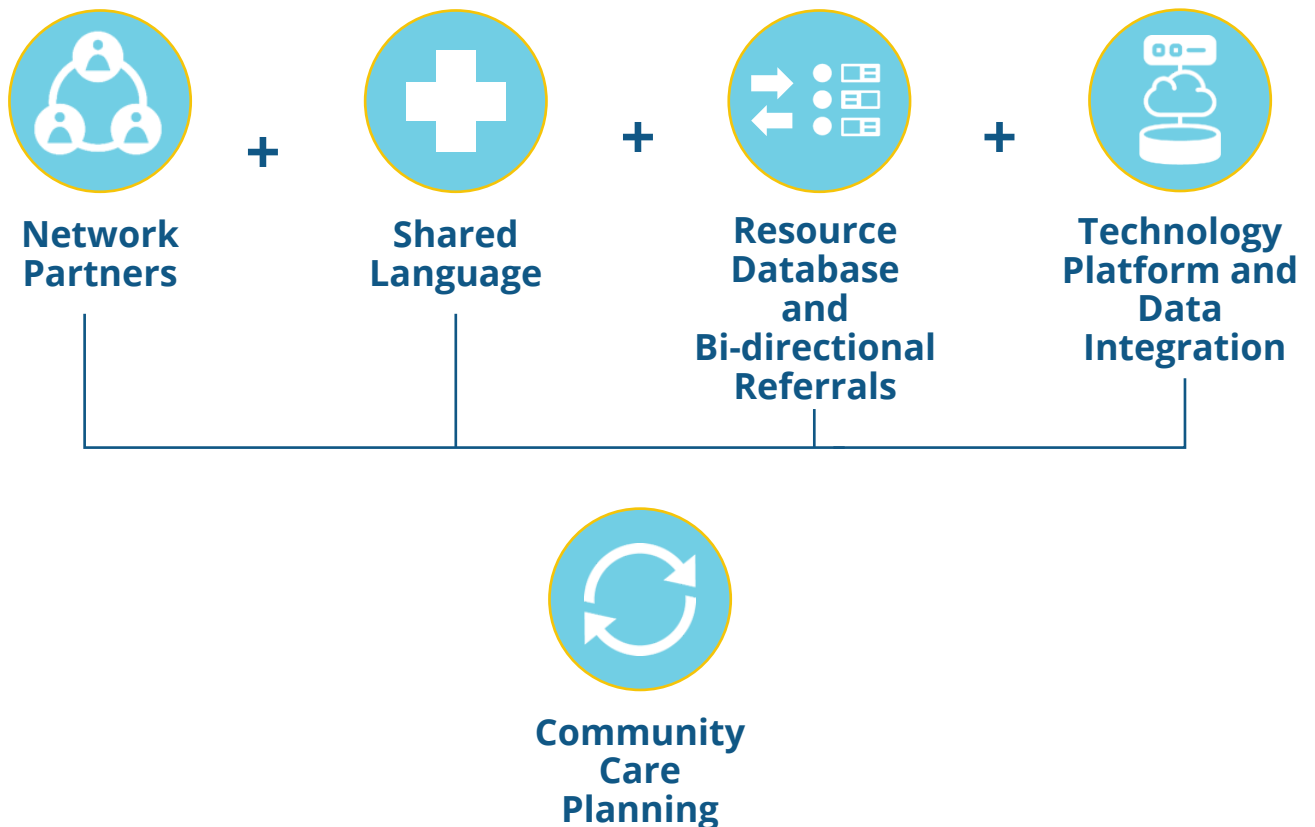 +
+
+
Network
Partners
Shared
Language
Resource
Database
and
Bi-directional
Referrals
Technology
Platform and
Data
Integration
Community
Care
Planning